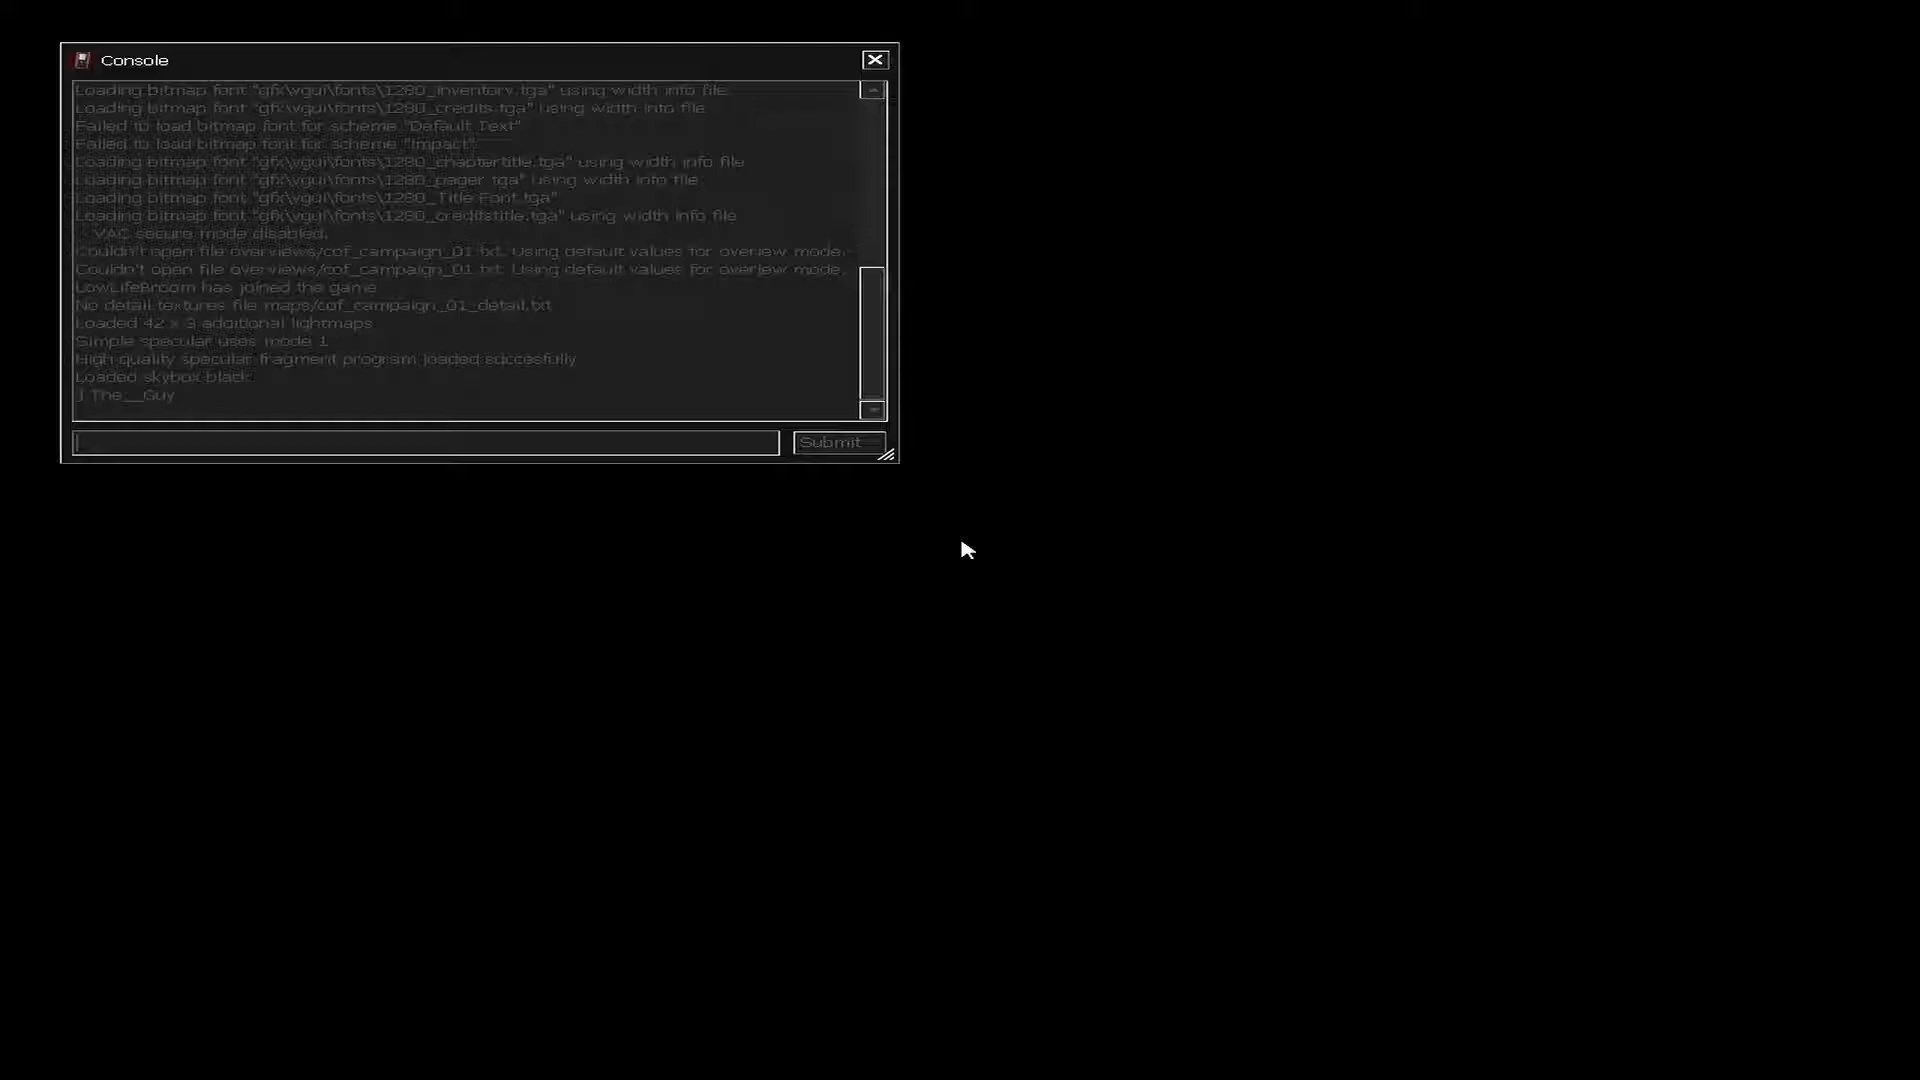 Console
Loading bitmap font "gfx\vgui\fonts\1280_inventory.tga" using width info file
Loading bitmap font "gfx\vgui\fonts\1280_credits.tga" using width info file
Failed to load bitmap font for scheme "Default Text"
Failed to load bitmap font for scheme "Impact"
Loading bitmap font "gfx\vgui\fonts\1280_chaptertitle.tga" using width info file
Loading bitmap font "gfx\vgui\fonts\1280_pager.tga" using width info file
Loading bitmap font "gfx\vgui\fonts\1280_Title Font.tga"
Loading bitmap font "gfx\vgui\fonts\1280_creditstitle.tga" using width info file
VAC secure mode disabled.
Couldn't open file overviews/cof_campaign_01.txt. Using default values for overiew mode.
Couldn't open file overviews/cof_campaign_01.txt. Using default values for overiew mode.
LowLifeBroom has joined the game
No detail textures file maps/cof_campaign_01_detail.txt
Loaded 42 x 3 additional lightmaps
Simple specular uses mode 1
High quality specular fragment program loaded succesfully
Loaded skybox black
] The__Guy
Submit